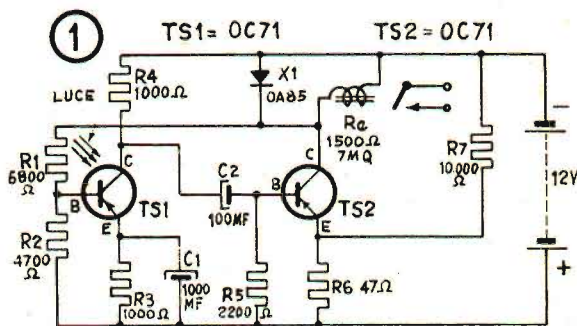 1
TS1 = OC71
TS2 = OC71
R4
1000Ω
X1
OA85
LUCE
Ra
1500Ω
7MQ
R7
10.000
Ω
−
12V
+
R1
6800
Ω
C
B
TS1
E
C2
100MF
C
B
TS2
E
R2
4700
Ω
R3
1000Ω
C1
1000
MF
R5
2200
Ω
R6 47Ω